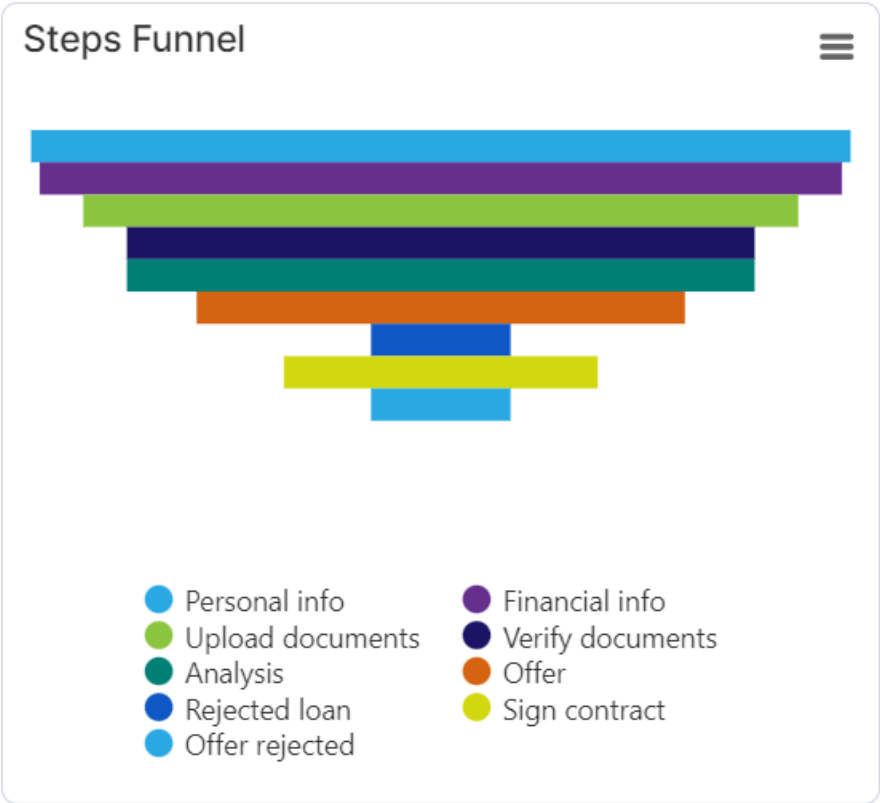 Steps Funnel
Personal info
Financial info
Upload documents
Verify documents
Analysis
Offer
Rejected loan
Sign contract
Offer rejected